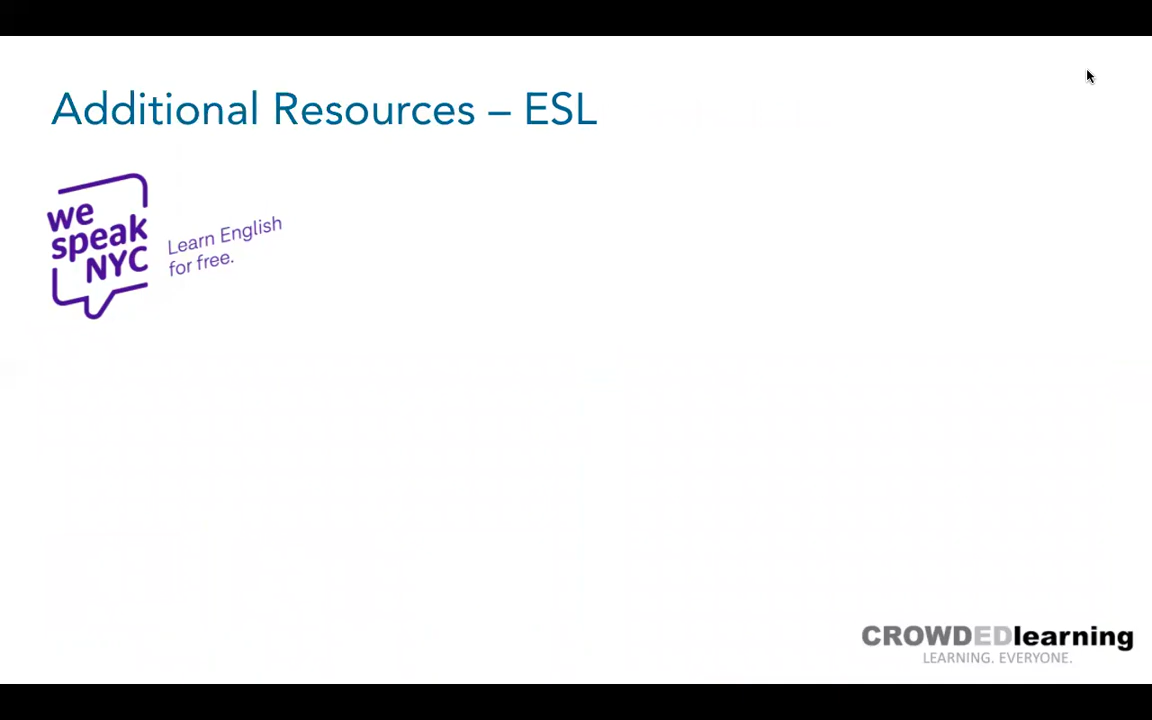 Additional Resources – ESL
we
speak
NYC
Learn English
for free.
CROWDEDlearning
LEARNING. EVERYONE.